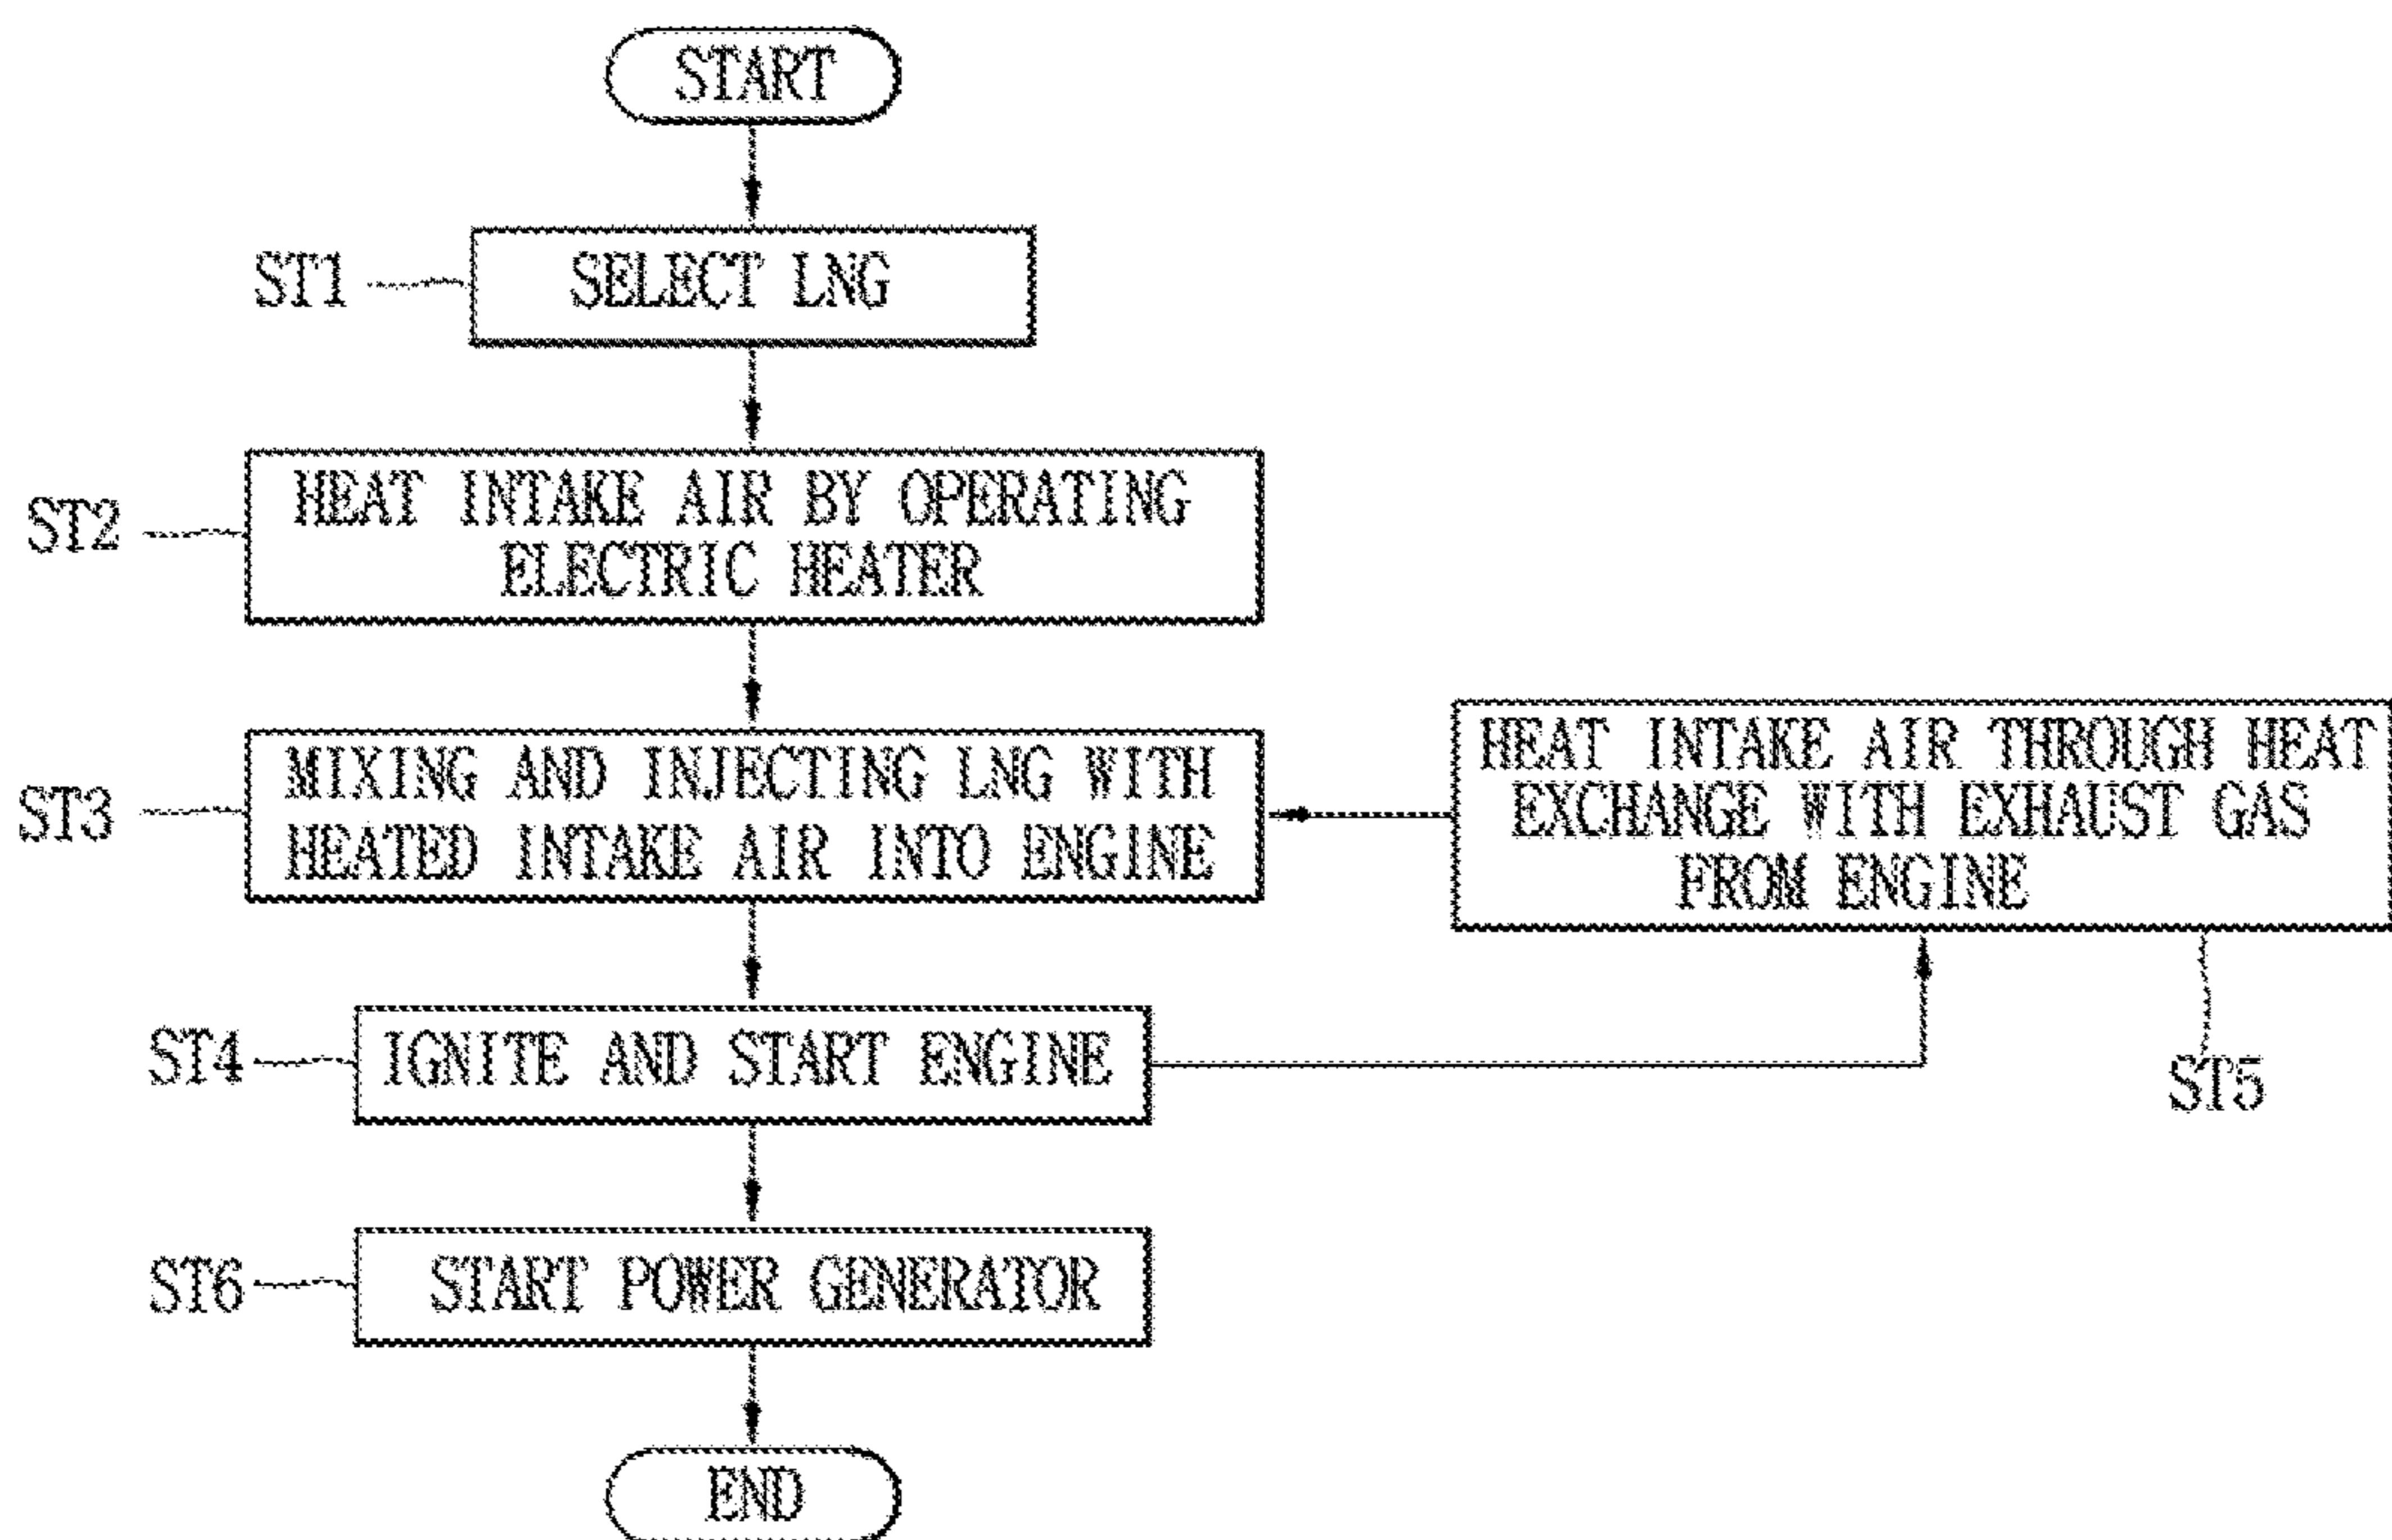 START
ST1
SELECT LNG
ST2
HEAT INTAKE AIR BY OPERATING
ELECTRIC HEATER
ST3
MIXING AND INJECTING LNG WITH
HEATED INTAKE AIR INTO ENGINE
HEAT INTAKE AIR THROUGH HEAT
EXCHANGE WITH EXHAUST GAS
FROM ENGINE
ST4
IGNITE AND START ENGINE
ST5
ST6
START POWER GENERATOR
END